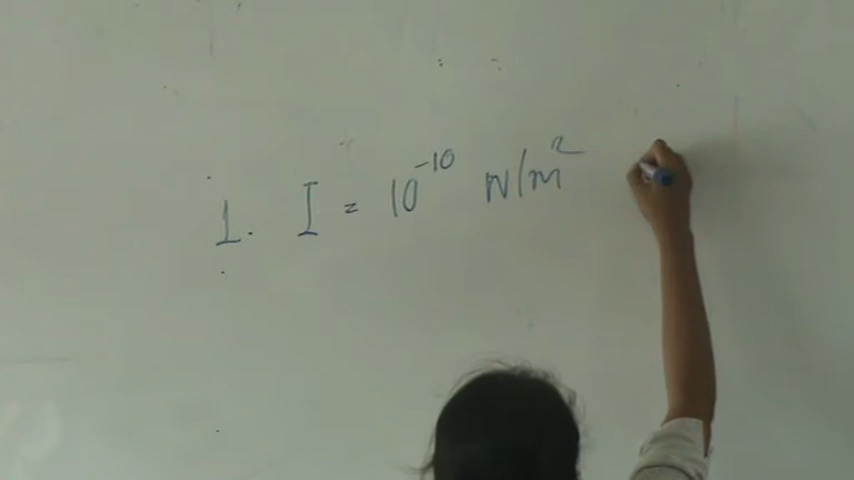 1. I = 10⁻¹⁰ N/m²